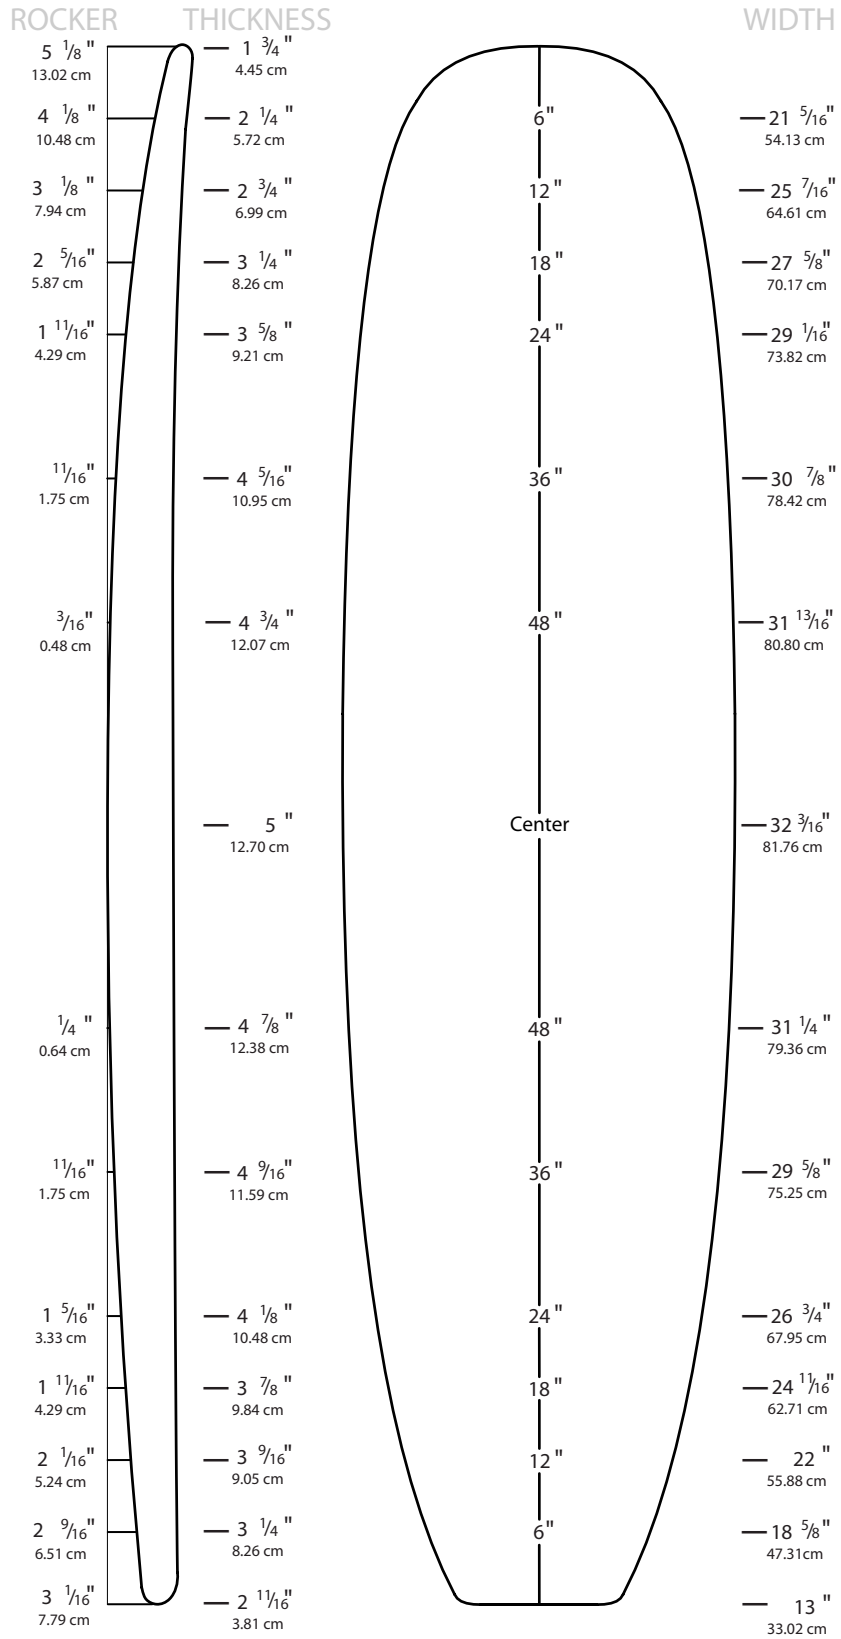 ROCKER THICKNESS WIDTH
5 1/8" 1 3/4"
13.02 cm 4.45 cm
4 1/8" 2 1/4" 6" 21 5/16"
10.48 cm 5.72 cm 54.13 cm
3 1/8" 2 3/4" 12" 25 7/16"
7.94 cm 6.99 cm 64.61 cm
2 5/16" 3 1/4" 18" 27 5/8"
5.87 cm 8.26 cm 70.17 cm
1 11/16" 3 5/8" 24" 29 1/16"
4.29 cm 9.21 cm 73.82 cm
11/16" 4 5/16" 36" 30 7/8"
1.75 cm 10.95 cm 78.42 cm
3/16" 4 3/4" 48" 31 13/16"
0.48 cm 12.07 cm 80.80 cm
5" Center 32 3/16"
12.70 cm 81.76 cm
1/4" 4 7/8" 48" 31 1/4"
0.64 cm 12.38 cm 79.36 cm
11/16" 4 9/16" 36" 29 5/8"
1.75 cm 11.59 cm 75.25 cm
1 5/16" 4 1/8" 24" 26 3/4"
3.33 cm 10.48 cm 67.95 cm
1 11/16" 3 7/8" 18" 24 11/16"
4.29 cm 9.84 cm 62.71 cm
2 1/16" 3 9/16" 12" 22"
5.24 cm 9.05 cm 55.88 cm
2 9/16" 3 1/4" 6" 18 5/8"
6.51 cm 8.26 cm 47.31cm
3 1/16" 2 11/16" 13"
7.79 cm 3.81 cm 33.02 cm